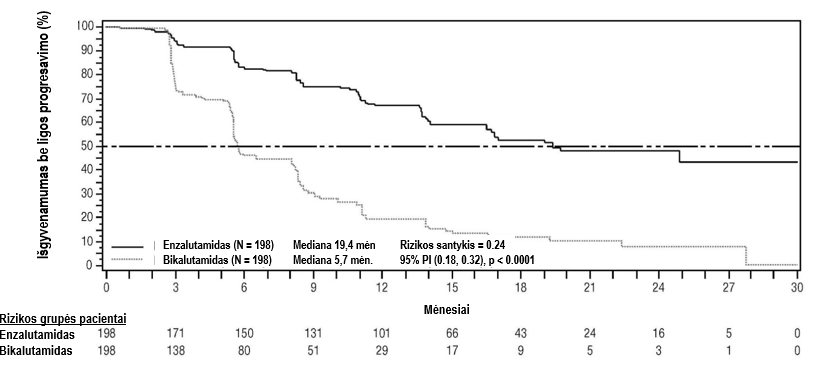 Išgyvenamumas be ligos progresavimo (%)
100
90
80
70
60
50
40
30
20
10
0
Enzalutamidas (N = 198) Mediana 19,4 mėn Rizikos santykis = 0.24
Bikalutamidas (N = 198) Mediana 5,7 mėn. 95% PI (0.18, 0.32), p < 0.0001
0 3 6 9 12 15 18 21 24 27 30
Mėnesiai
Rizikos grupės pacientai
Enzalutamidas 198 171 150 131 101 66 43 24 16 5 0
Bikalutamidas 198 138 80 51 29 17 9 5 3 1 0